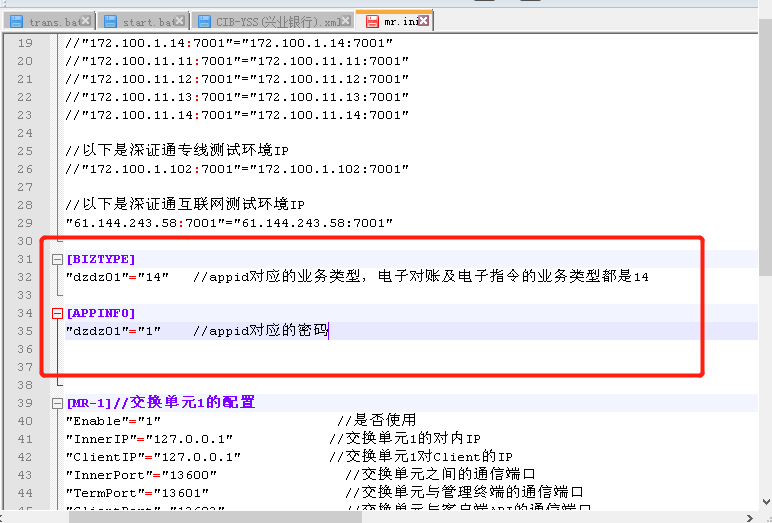 trans.bat
start.bat
CIB-YSS(兴业银行).xml
mr.ini
19 //"172.100.1.14:7001"="172.100.1.14:7001"
20 //"172.100.11.11:7001"="172.100.11.11:7001"
21 //"172.100.11.12:7001"="172.100.11.12:7001"
22 //"172.100.11.13:7001"="172.100.11.13:7001"
23 //"172.100.11.14:7001"="172.100.11.14:7001"
24
25 //以下是深证通专线测试环境IP
26 //"172.100.1.102:7001"="172.100.1.102:7001"
27
28 //以下是深证通互联网测试环境IP
29 "61.144.243.58:7001"="61.144.243.58:7001"
30
31 [BIZTYPE]
32 "dzdz01"="14" //appid对应的业务类型, 电子对账及电子指令的业务类型都是14
33
34 [APPINFO]
35 "dzdz01"="1" //appid对应的密码
36
37
38
39 [MR-1]//交换单元1的配置
40 "Enable"="1" //是否使用
41 "InnerIP"="127.0.0.1" //交换单元1的对内IP
42 "ClientIP"="127.0.0.1" //交换单元1对Client的IP
43 "InnerPort"="13600" //交换单元之间的通信端口
44 "TermPort"="13601" //交换单元与管理终端的通信端口
45 "ClientPort"="13602" //交换单元与客户端API的通信端口